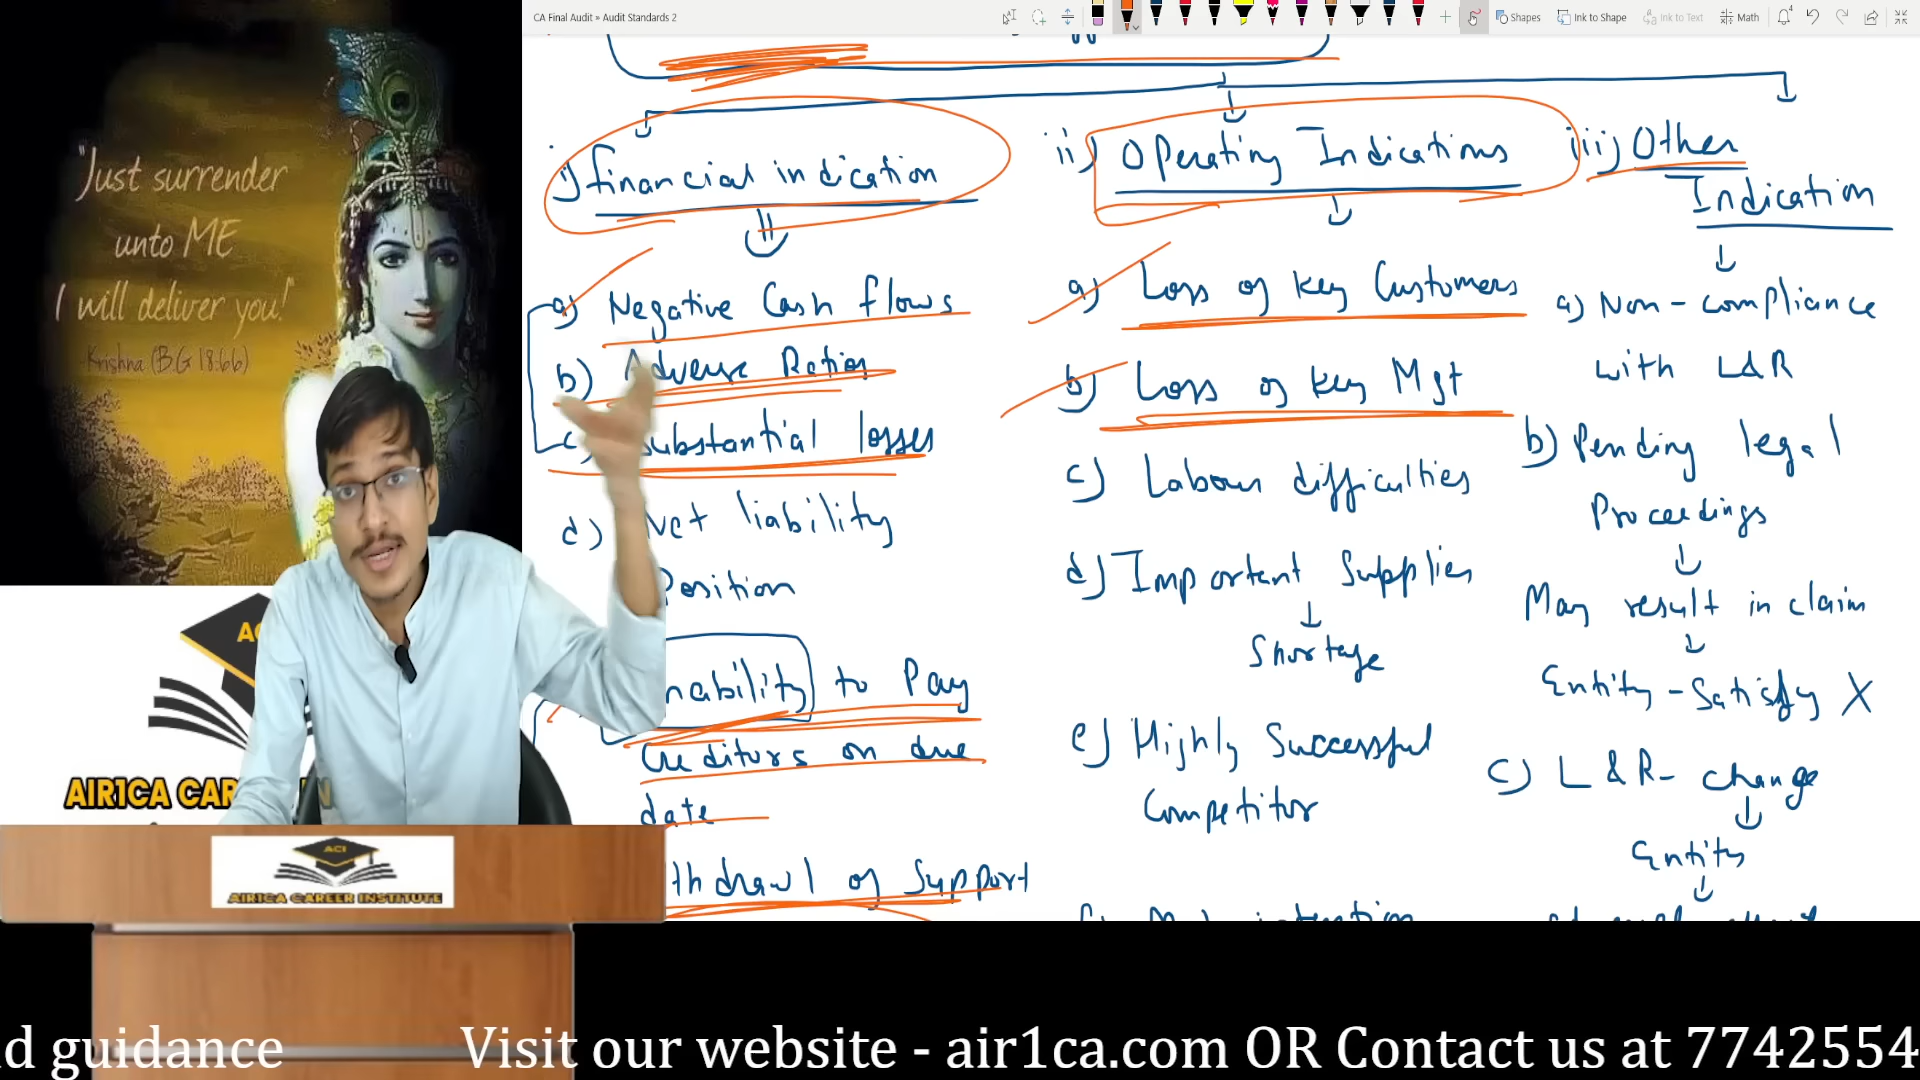 CA Final Audit » Audit Standards 2
Shapes
Ink to Shape
Ink to Text
Math
"Just surrender
unto ME
I will deliver you!"
-Krishna (B.G 18:66)
i) financial indication
a) Negative Cash flows
b) Adverse Ratios
c) Substantial losses
d) Net liability
Position
nability to Pay
Creditors on due
date
thdrawl of Support
ii) Operating Indications
a) Loss of key Customers
b) Loss of key Mgt
c) Labour difficulties
d) Important Supplies
Shortage
e) Highly Successful
Competitor
iii) Other
Indication
a) Non-compliance
with L&R
b) Pending legal
Proceedings
May result in claim
Entity - Satisfy X
c) L & R - change
Entity
AIR1CA CAR
ACI
AIR1CA CAREER INSTITUTE
d guidance
Visit our website - air1ca.com OR Contact us at 7742554